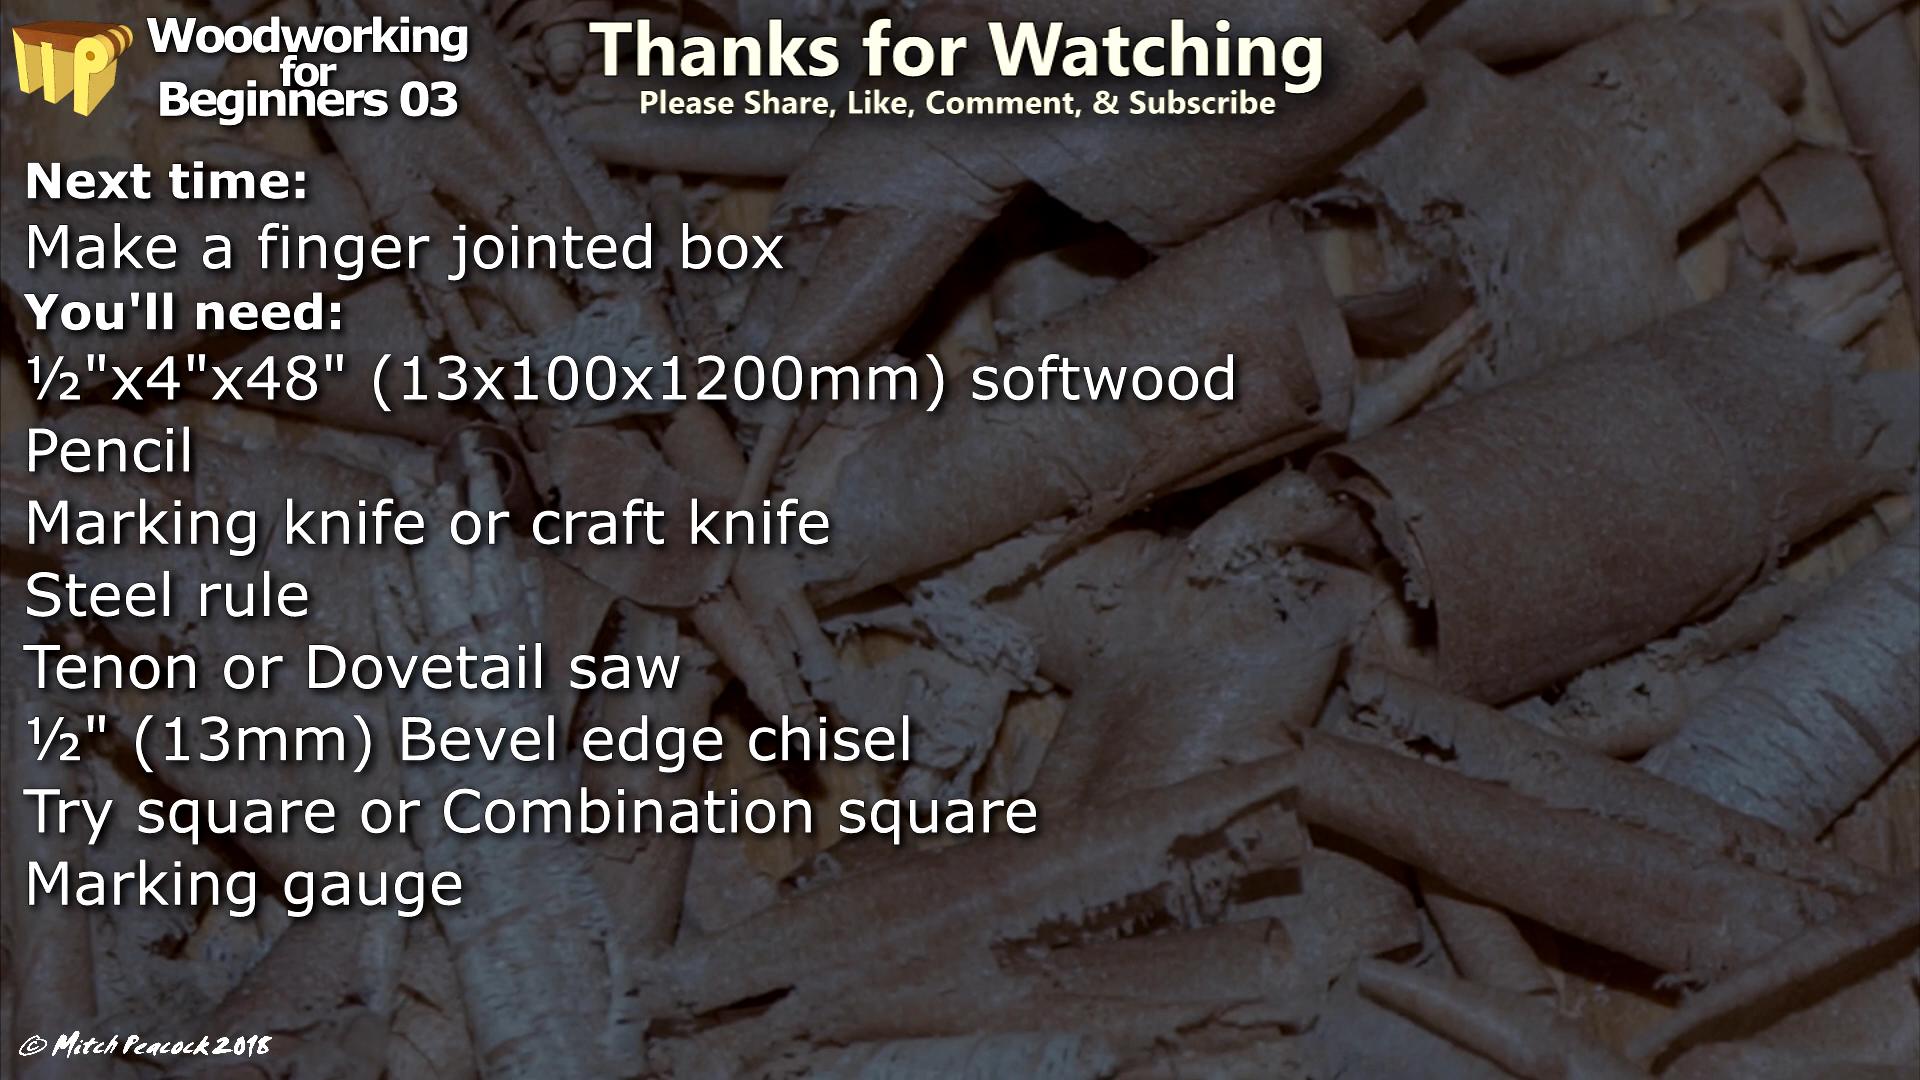 Woodworking
for
Beginners 03
Thanks for Watching
Please Share, Like, Comment, & Subscribe
Next time:
Make a finger jointed box
You'll need:
½"x4"x48" (13x100x1200mm) softwood
Pencil
Marking knife or craft knife
Steel rule
Tenon or Dovetail saw
½" (13mm) Bevel edge chisel
Try square or Combination square
Marking gauge
© Mitch Peacock 2018